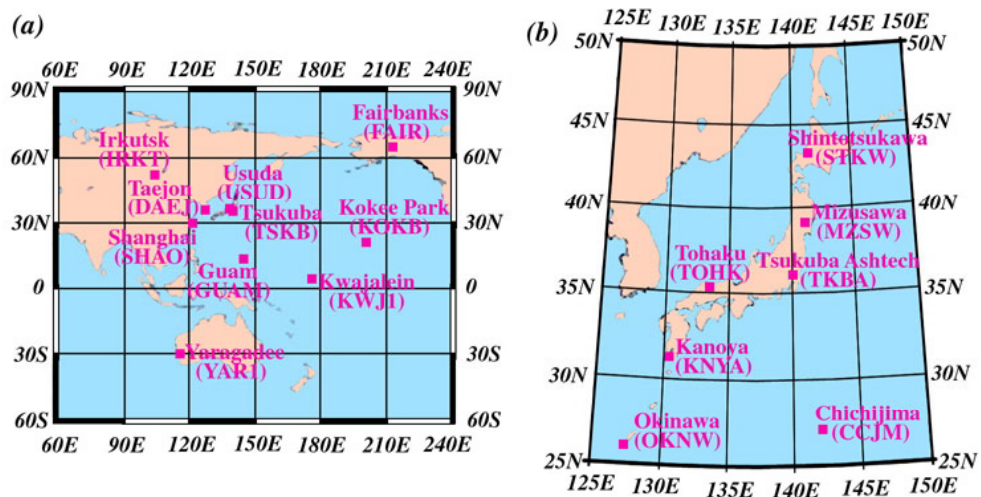 (a)
60E 90E 120E 150E 180E 210E 240E
90N 90N
Fairbanks
(FAIR)
Irkutsk
(IRKT)
60N 60N
Taejon
(DAEJ)
Usuda
(USUD)
Tsukuba
(TSKB)
Kokee Park
(KOKB)
30N 30N
Shanghai
(SHAO)
Guam
(GUAM)
Kwajalein
(KWJ1)
0 0
Yaragadee
(YAR1)
30S 30S
60S 60S
60E 90E 120E 150E 180E 210E 240E
(b)
125E 130E 135E 140E 145E 150E
50N 50N
45N 45N
Shintotsukawa
(STKW)
40N 40N
Mizusawa
(MZSW)
Tohaku
(TOHK)
Tsukuba Ashtech
(TKBA)
35N 35N
Kanoya
(KNYA)
30N 30N
Okinawa
(OKNW)
Chichijima
(CCJM)
25N 25N
125E 130E 135E 140E 145E 150E